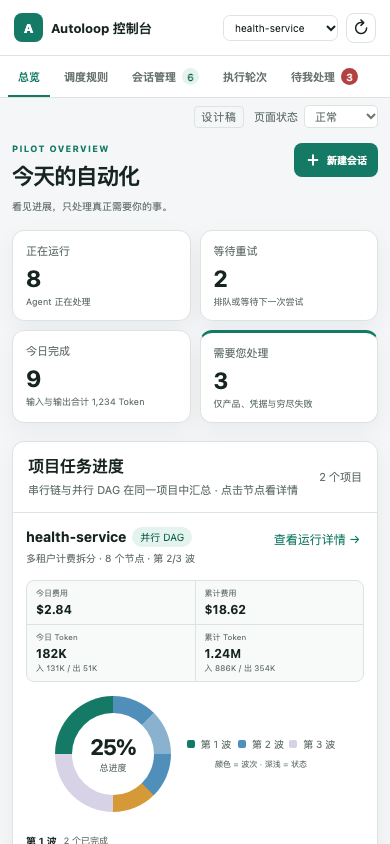 A Autoloop 控制台 health-service
总览 调度规则 会话管理 6 执行轮次 待我处理 3
设计稿 页面状态 正常
PILOT OVERVIEW
今天的自动化
+ 新建会话
看见进展，只处理真正需要你的事。
正在运行
8
Agent 正在处理
等待重试
2
排队或等待下一次尝试
今日完成
9
输入与输出合计 1,234 Token
需要您处理
3
仅产品、凭据与穷尽失败
项目任务进度
串行链与并行 DAG 在同一项目中汇总 · 点击节点看详情
2 个项目
health-service 并行 DAG
查看运行详情 →
多租户计费拆分 · 8 个节点 · 第 2/3 波
今日费用
$2.84
累计费用
$18.62
今日 Token
182K
入 131K / 出 51K
累计 Token
1.24M
入 886K / 出 354K
25%
总进度
第 1 波 第 2 波 第 3 波
颜色 = 波次 · 深浅 = 状态
第 1 波 2 个已完成